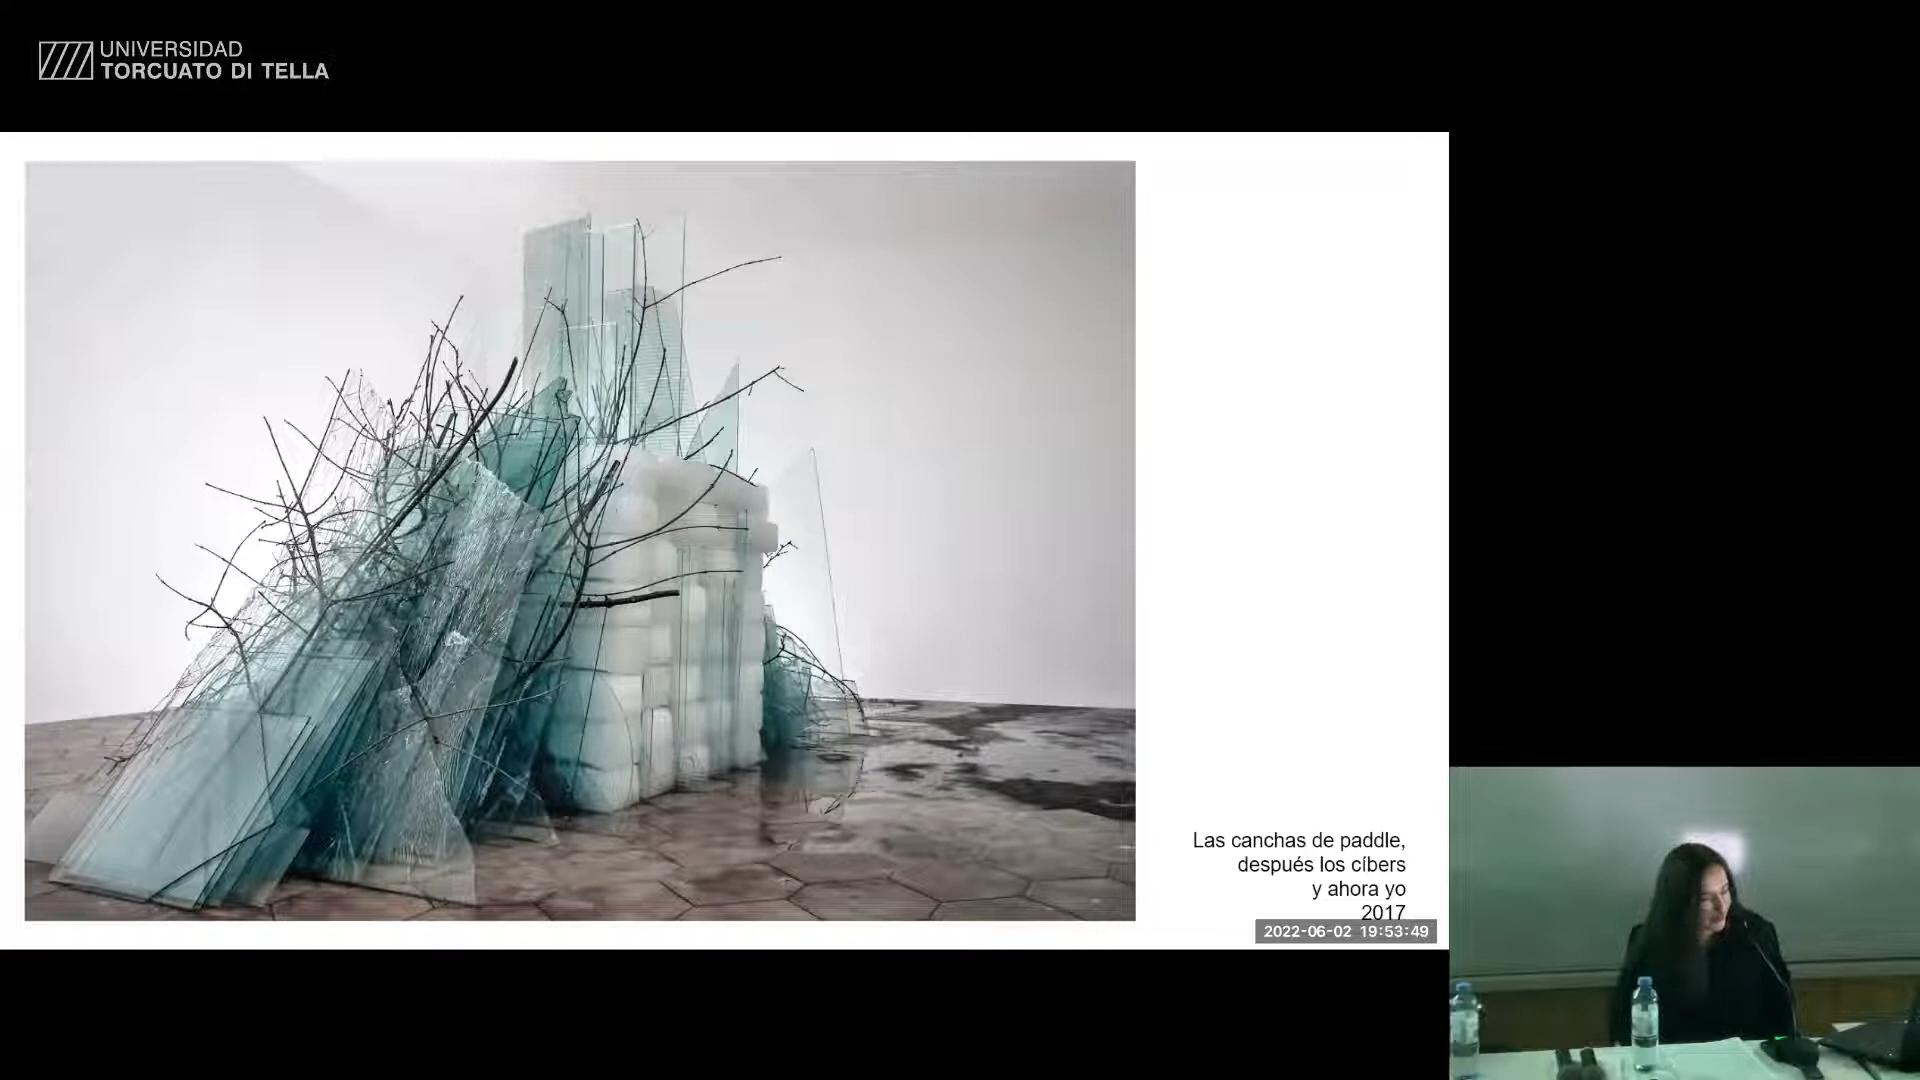 UNIVERSIDAD
TORCUATO DI TELLA
Las canchas de paddle,
después los cíbers
y ahora yo
2017
2022-06-02 19:53:49